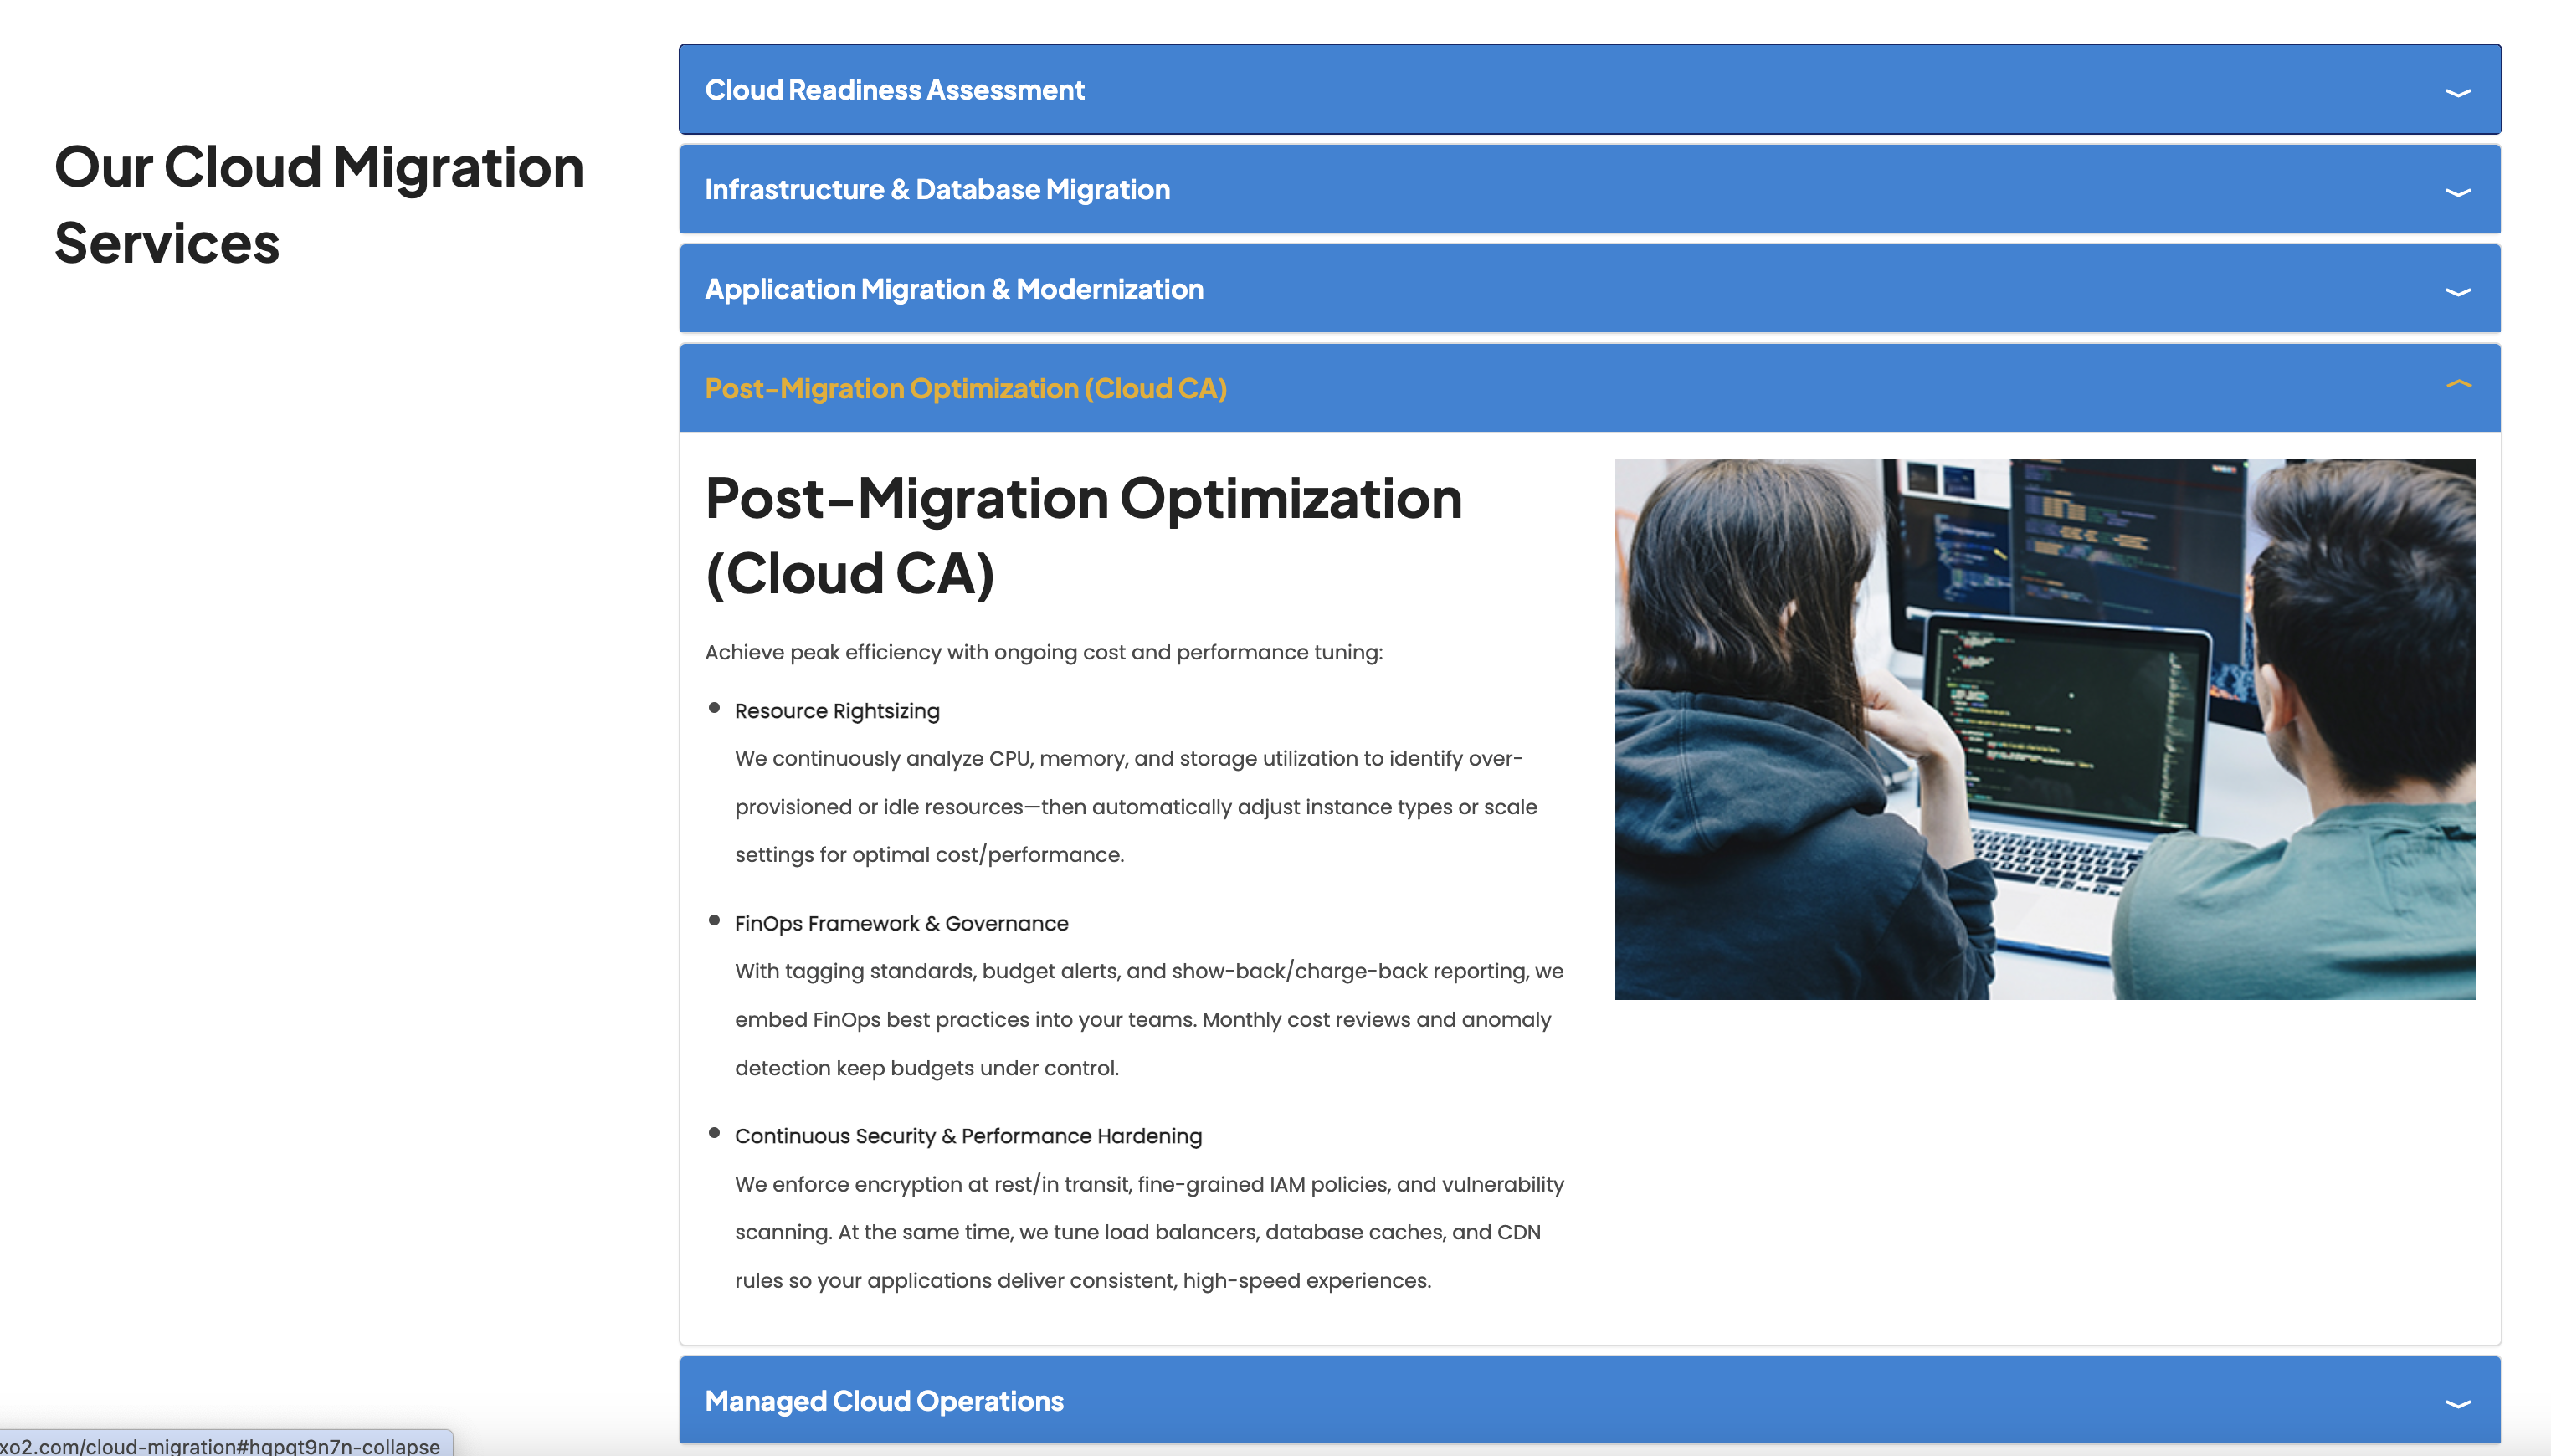 Our Cloud Migration
Services
Cloud Readiness Assessment
Infrastructure & Database Migration
Application Migration & Modernization
Post-Migration Optimization (Cloud CA)
Post-Migration Optimization
(Cloud CA)
Achieve peak efficiency with ongoing cost and performance tuning:
Resource Rightsizing
We continuously analyze CPU, memory, and storage utilization to identify over-
provisioned or idle resources—then automatically adjust instance types or scale
settings for optimal cost/performance.
FinOps Framework & Governance
With tagging standards, budget alerts, and show-back/charge-back reporting, we
embed FinOps best practices into your teams. Monthly cost reviews and anomaly
detection keep budgets under control.
Continuous Security & Performance Hardening
We enforce encryption at rest/in transit, fine-grained IAM policies, and vulnerability
scanning. At the same time, we tune load balancers, database caches, and CDN
rules so your applications deliver consistent, high-speed experiences.
Managed Cloud Operations
xo2.com/cloud-migration#hqpqt9n7n-collapse